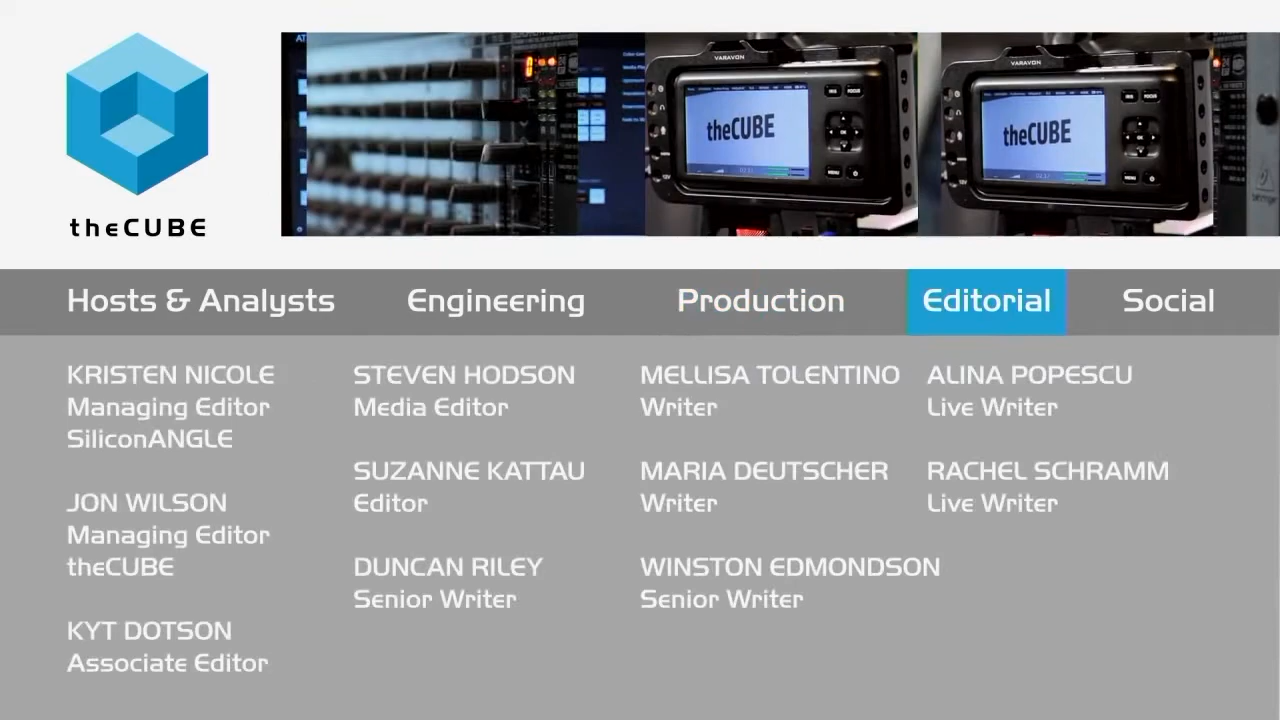 theCUBE
VARAVON
theCUBE
VARAVON
theCUBE
Hosts & Analysts
Engineering
Production
Editorial
Social
KRISTEN NICOLE
Managing Editor
SiliconANGLE
JON WILSON
Managing Editor
theCUBE
KYT DOTSON
Associate Editor
STEVEN HODSON
Media Editor
SUZANNE KATTAU
Editor
DUNCAN RILEY
Senior Writer
MELLISA TOLENTINO
Writer
MARIA DEUTSCHER
Writer
WINSTON EDMONDSON
Senior Writer
ALINA POPESCU
Live Writer
RACHEL SCHRAMM
Live Writer